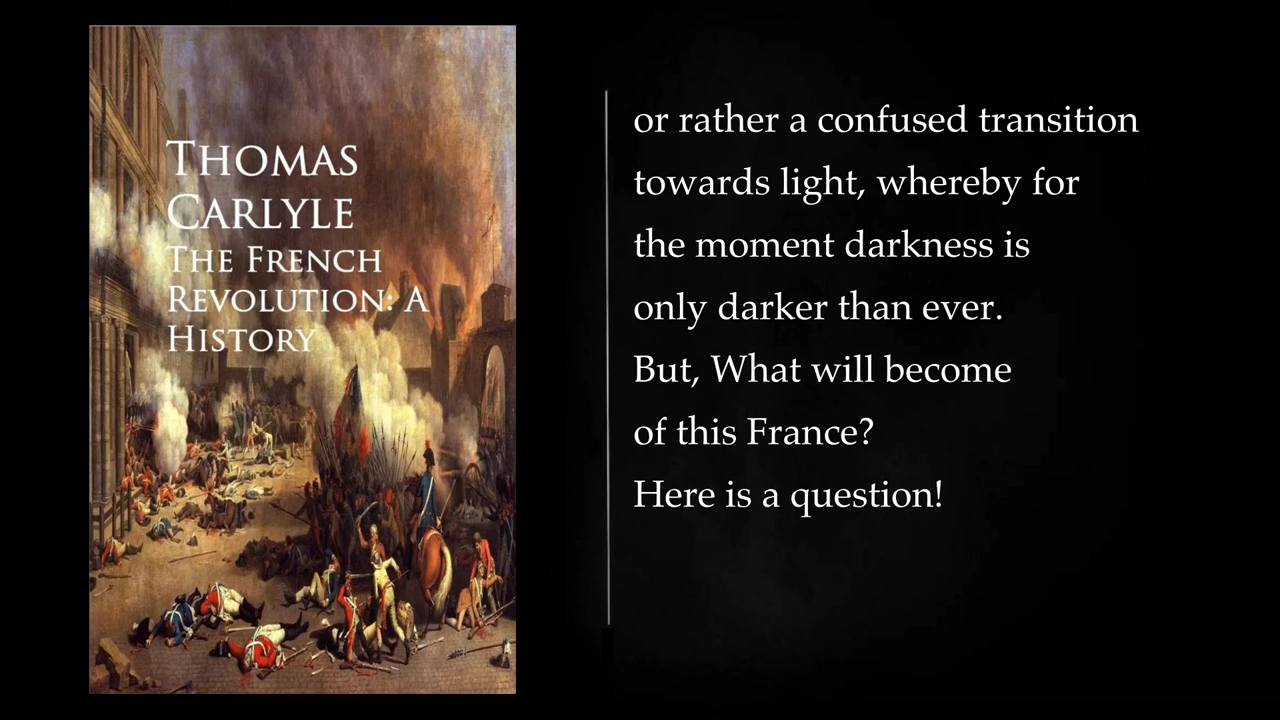 THOMAS
CARLYLE
THE FRENCH
REVOLUTION: A
HISTORY
or rather a confused transition
towards light, whereby for
the moment darkness is
only darker than ever.
But, What will become
of this France?
Here is a question!